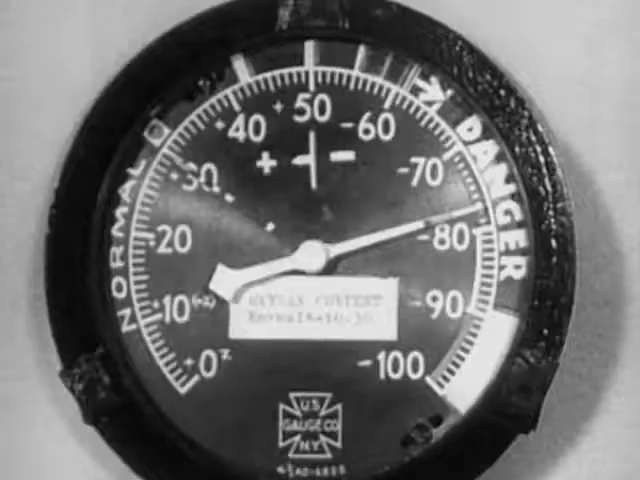 +50
+40
-60
+30
-70
+ -
+20
-80
+10
-90
+0%
-100
NORMAL
DANGER
OXYGEN CONTENT
U.S.
GAUGE CO
N.Y.